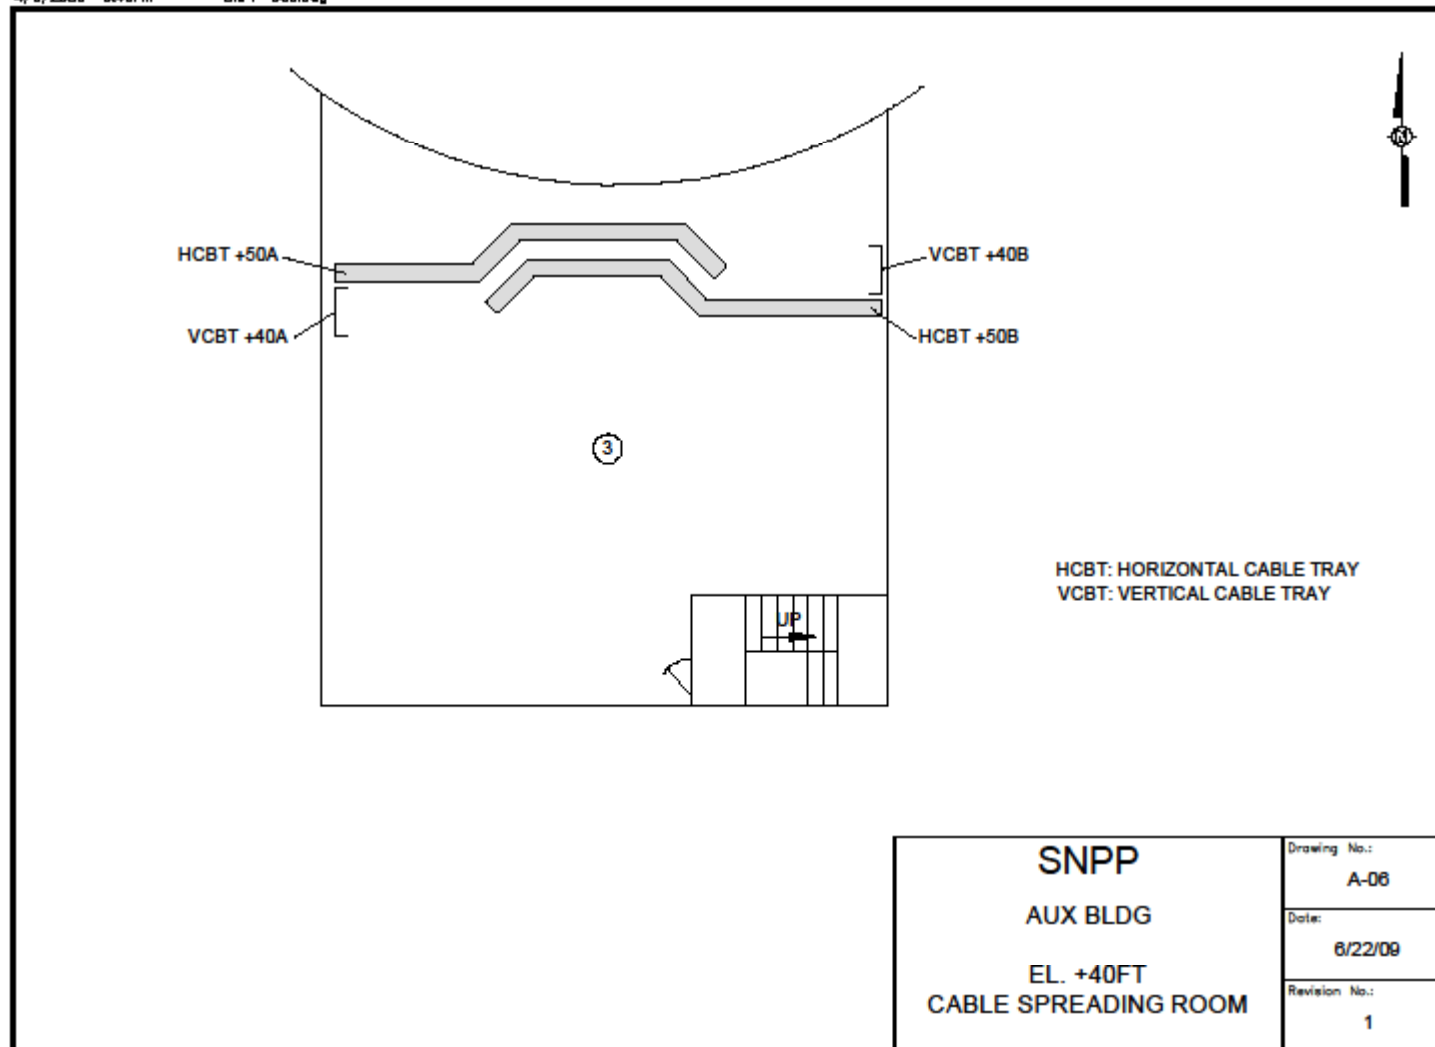 HCBT +50A
VCBT +40B
VCBT +40A
HCBT +50B
3
HCBT: HORIZONTAL CABLE TRAY
VCBT: VERTICAL CABLE TRAY
UP
SNPP
AUX BLDG
EL. +40FT
CABLE SPREADING ROOM
Drawing No.:
A-06
Date:
6/22/09
Revision No.:
1
N